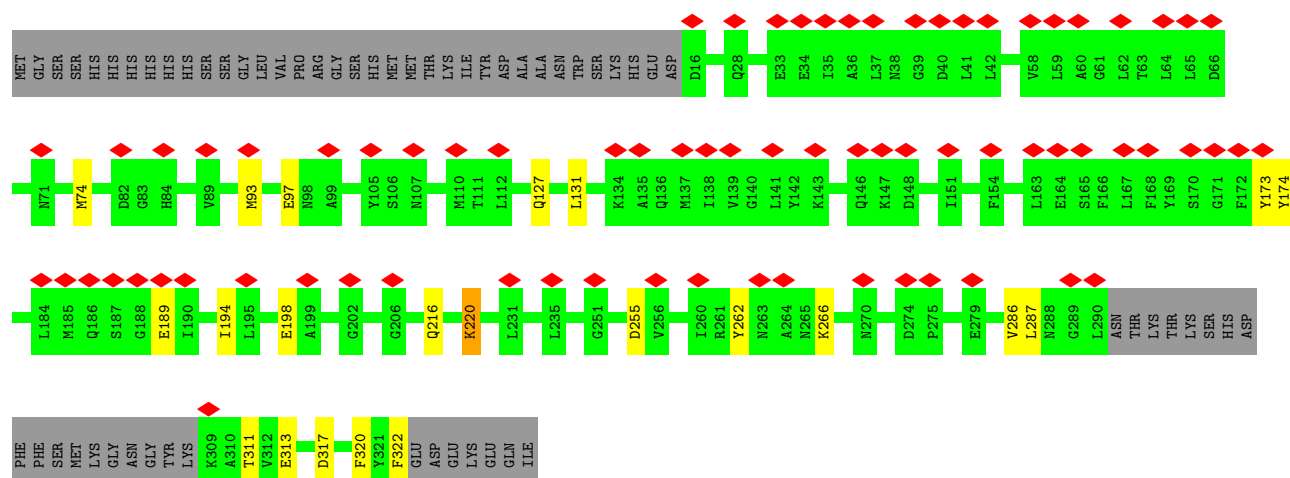 MET GLY SER SER HIS HIS HIS HIS HIS HIS SER SER GLY LEU VAL PRO ARG GLY SER HIS MET MET THR LYS ILE TYR ASP ALA ALA ASN TRP SER LYS HIS GLU ASP D16 Q28 E33 E34 I35 A36 L37 N38 G39 D40 L41 L42 V58 L59 A60 G61 L62 T63 L64 L65 D66
N71 M74 D82 G83 H84 V89 M93 E97 N98 A99 Y105 S106 N107 M110 T111 L112 Q127 L131 K134 A135 Q136 M137 I138 V139 G140 L141 Y142 K143 Q146 K147 D148 I151 F154 L163 E164 S165 F166 L167 F168 Y169 S170 G171 F172 Y173 Y174
L184 M185 Q186 S187 G188 E189 I190 I194 L195 E198 A199 G202 G206 Q216 K220 L231 L235 G251 D255 V256 I260 R261 Y262 N263 A264 N265 K266 N270 D274 P275 E279 V286 L287 N288 G289 L290 ASN THR LYS THR LYS SER HIS ASP
PHE PHE SER MET LYS GLY ASN GLY TYR LYS K309 A310 T311 V312 E313 D317 F320 Y321 F322 GLU ASP GLU LYS GLU GLN ILE